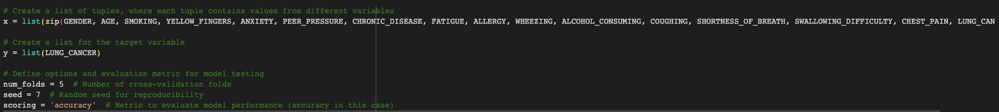 # Create a list of tuples, where each tuple contains values from different variables
x = list(zip(GENDER, AGE, SMOKING, YELLOW_FINGERS, ANXIETY, PEER_PRESSURE, CHRONIC_DISEASE, FATIGUE, ALLERGY, WHEEZING, ALCOHOL_CONSUMING, COUGHING, SHORTNESS_OF_BREATH, SWALLOWING_DIFFICULTY, CHEST_PAIN, LUNG_CAN
# Create a list for the target variable
y = list(LUNG_CANCER)
# Define options and evaluation metric for model testing
num_folds = 5  # Number of cross-validation folds
seed = 7  # Random seed for reproducibility
scoring = 'accuracy'  # Metric to evaluate model performance (accuracy in this case)